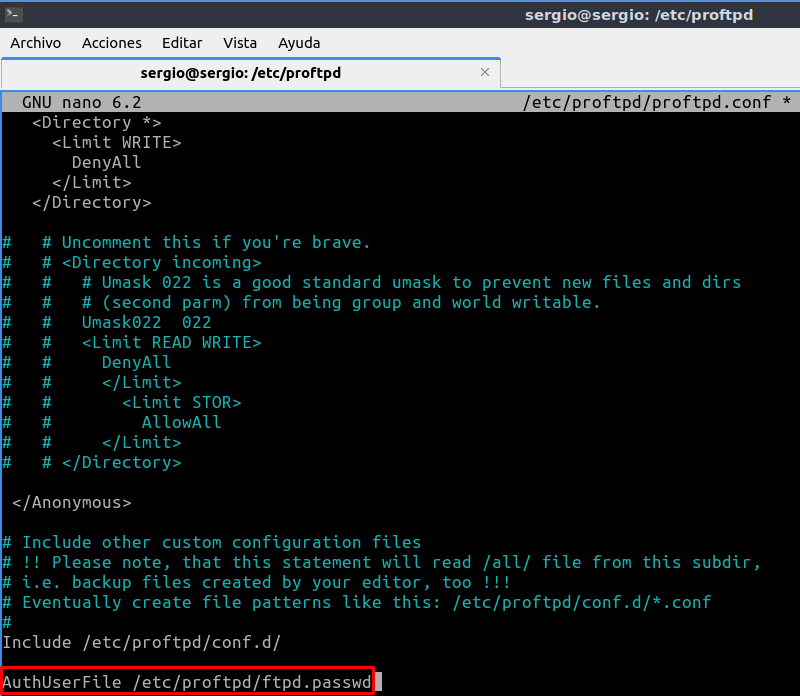 sergio@sergio: /etc/proftpd
Archivo Acciones Editar Vista Ayuda
sergio@sergio: /etc/proftpd ×
GNU nano 6.2 /etc/proftpd/proftpd.conf *
   <Directory *>
     <Limit WRITE>
       DenyAll
     </Limit>
   </Directory>

#   # Uncomment this if you're brave.
#   # <Directory incoming>
#   #   # Umask 022 is a good standard umask to prevent new files and dirs
#   #   # (second parm) from being group and world writable.
#   #   Umask022  022
#   #   <Limit READ WRITE>
#   #     DenyAll
#   #     </Limit>
#   #       <Limit STOR>
#   #         AllowAll
#   #     </Limit>
#   # </Directory>

 </Anonymous>

# Include other custom configuration files
# !! Please note, that this statement will read /all/ file from this subdir,
# i.e. backup files created by your editor, too !!!
# Eventually create file patterns like this: /etc/proftpd/conf.d/*.conf
#
Include /etc/proftpd/conf.d/

AuthUserFile /etc/proftpd/ftpd.passwd